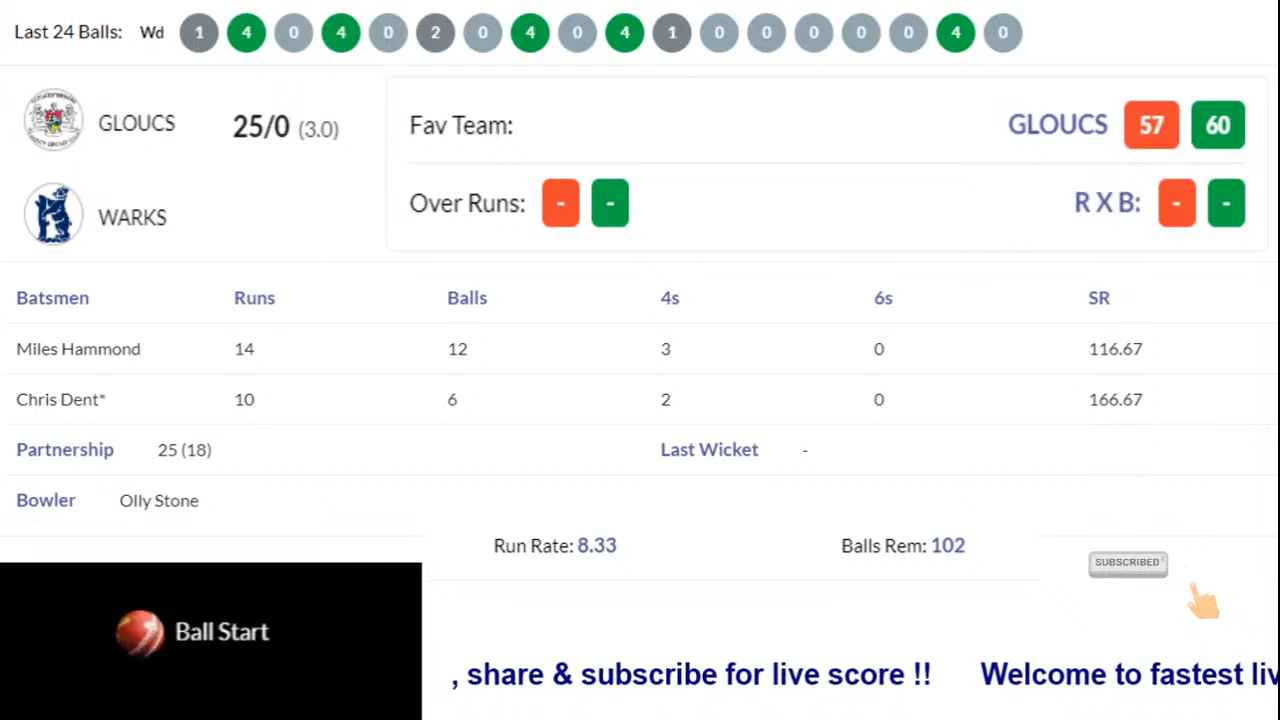 Last 24 Balls: Wd 1 4 0 4 0 2 0 4 0 4 1 0 0 0 0 0 4 0
GLOUCS 25/0 (3.0)
Fav Team: GLOUCS 57 60
WARKS
Over Runs: - - R X B: - -
Batsmen Runs Balls 4s 6s SR
Miles Hammond 14 12 3 0 116.67
Chris Dent* 10 6 2 0 166.67
Partnership 25 (18) Last Wicket -
Bowler Olly Stone
Run Rate: 8.33 Balls Rem: 102
SUBSCRIBED
Ball Start
, share & subscribe for live score !! Welcome to fastest liv